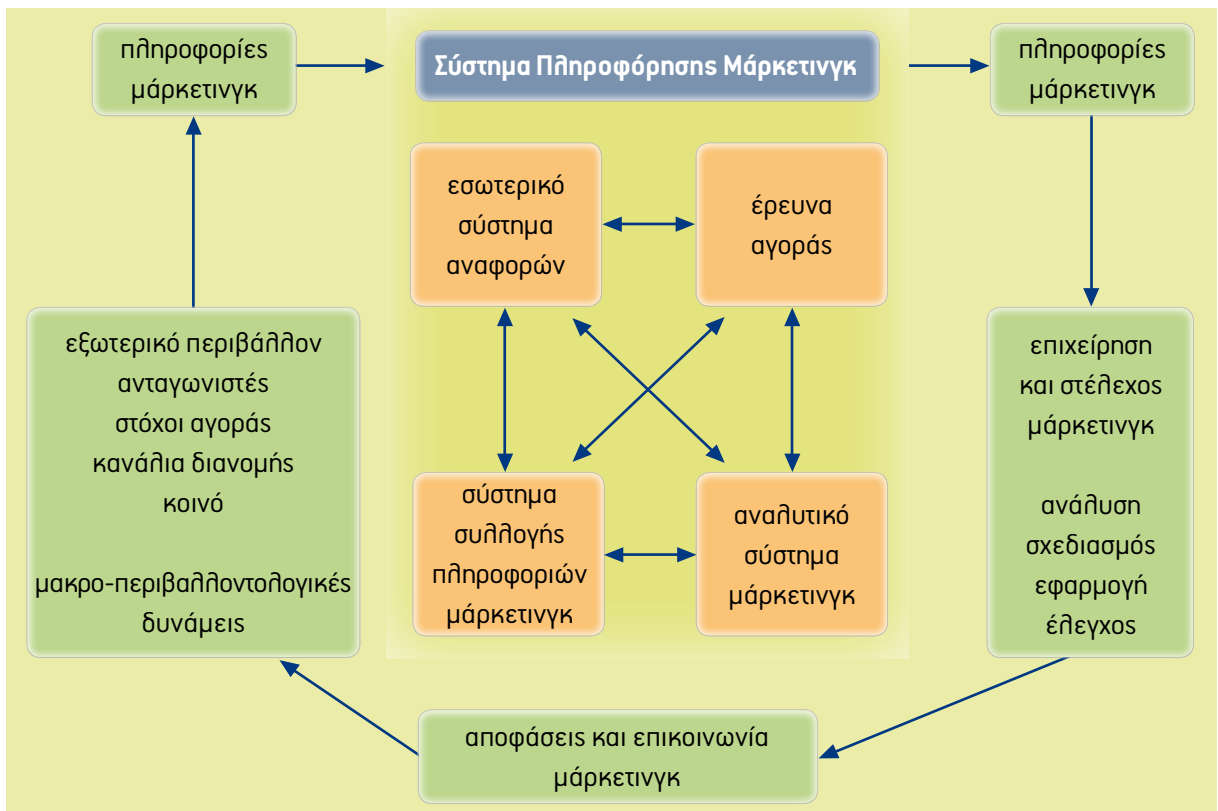 πληροφορίες
μάρκετινγκ
Σύστημα Πληροφόρησης Μάρκετινγκ
πληροφορίες
μάρκετινγκ
εσωτερικό
σύστημα
αναφορών
έρευνα
αγοράς
εξωτερικό περιβάλλον
ανταγωνιστές
στόχοι αγοράς
κανάλια διανομής
κοινό
μακρο-περιβαλλοντολογικές
δυνάμεις
σύστημα
συλλογής
πληροφοριών
μάρκετινγκ
αναλυτικό
σύστημα
μάρκετινγκ
επιχείρηση
και στέλεχος
μάρκετινγκ
ανάλυση
σχεδιασμός
εφαρμογή
έλεγχος
αποφάσεις και επικοινωνία
μάρκετινγκ